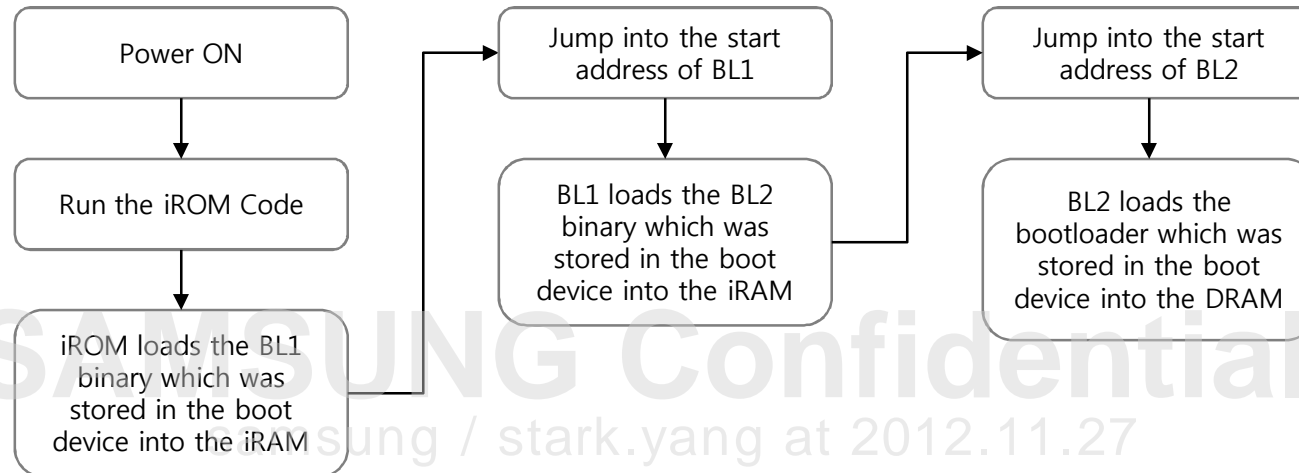 Power ON
Run the iROM Code
iROM loads the BL1
binary which was
stored in the boot
device into the iRAM
Jump into the start
address of BL1
BL1 loads the BL2
binary which was
stored in the boot
device into the iRAM
Jump into the start
address of BL2
BL2 loads the
bootloader which was
stored in the boot
device into the DRAM
SAMSUNG Confidential
samsung / stark.yang at 2012.11.27